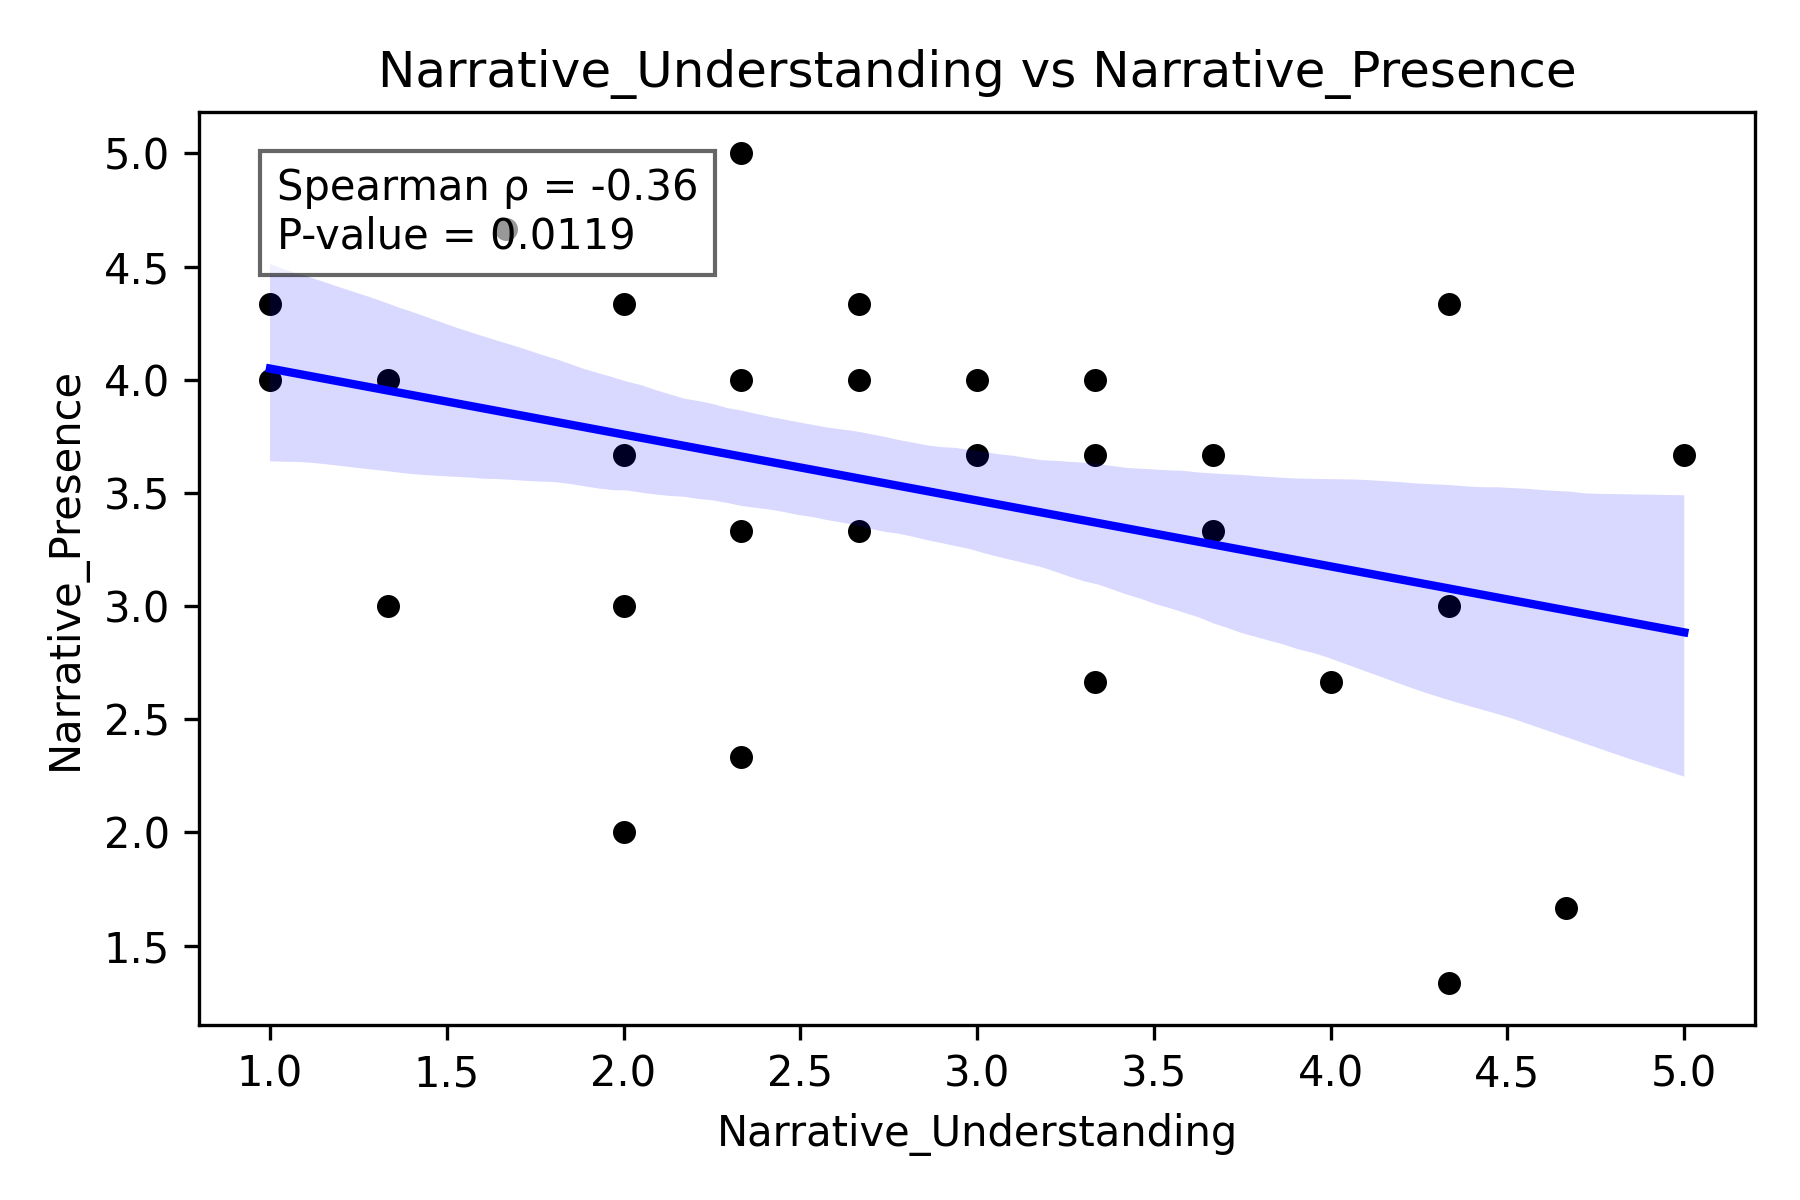 Narrative_Understanding vs Narrative_Presence
Spearman ρ = -0.36
P-value = 0.0119
Narrative_Presence
5.0
4.5
4.0
3.5
3.0
2.5
2.0
1.5
1.0 1.5 2.0 2.5 3.0 3.5 4.0 4.5 5.0
Narrative_Understanding